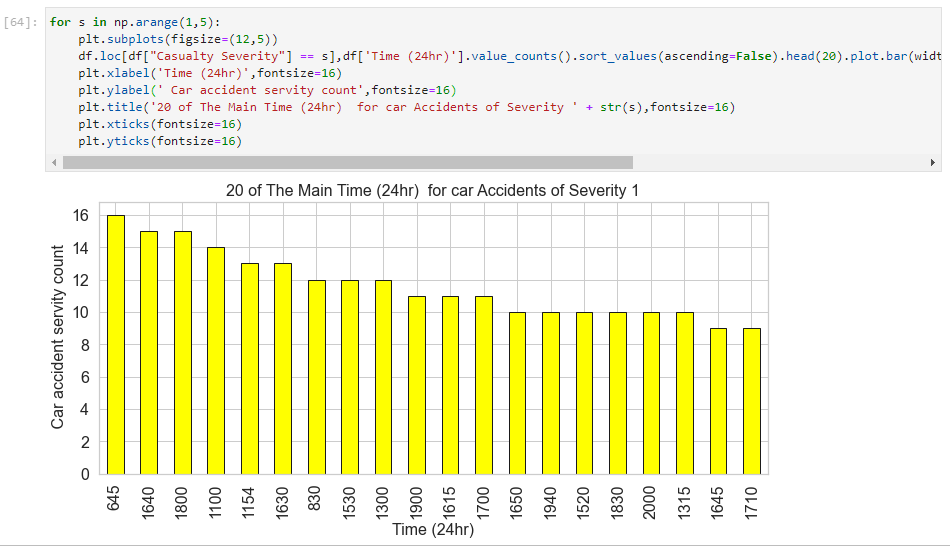 [64]: for s in np.arange(1,5):
plt.subplots(figsize=(12,5))
df.loc[df["Casualty Severity"] == s],df['Time (24hr)'].value_counts().sort_values(ascending=False).head(20).plot.bar(widt
plt.xlabel('Time (24hr)',fontsize=16)
plt.ylabel(' Car accident servity count',fontsize=16)
plt.title('20 of The Main Time (24hr)  for car Accidents of Severity ' + str(s),fontsize=16)
plt.xticks(fontsize=16)
plt.yticks(fontsize=16)
20 of The Main Time (24hr)  for car Accidents of Severity 1
Car accident servity count
16
14
12
10
8
6
4
2
0
645 1640 1800 1100 1154 1630 830 1530 1300 1900 1615 1700 1650 1940 1520 1830 2000 1315 1645 1710
Time (24hr)